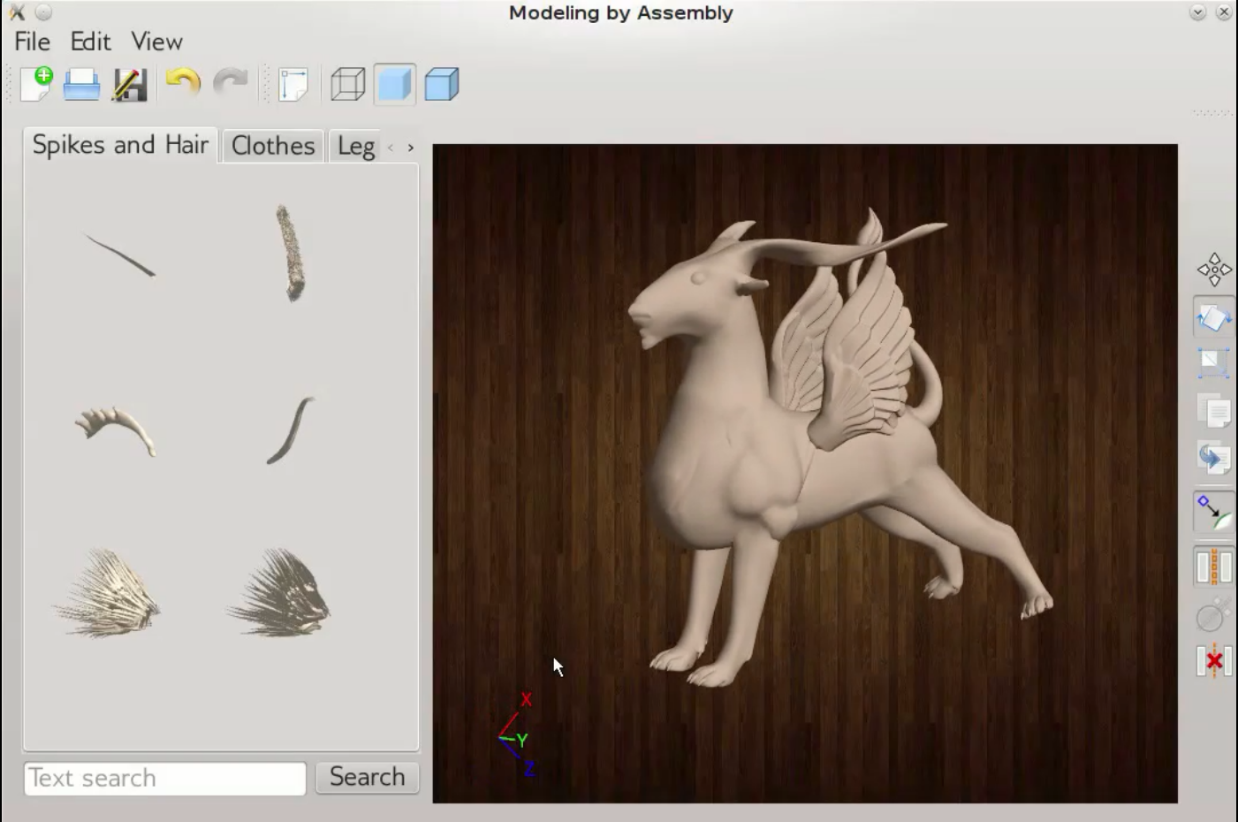 Modeling by Assembly
File Edit View
Spikes and Hair Clothes Leg
X
Y
Z
Text search Search